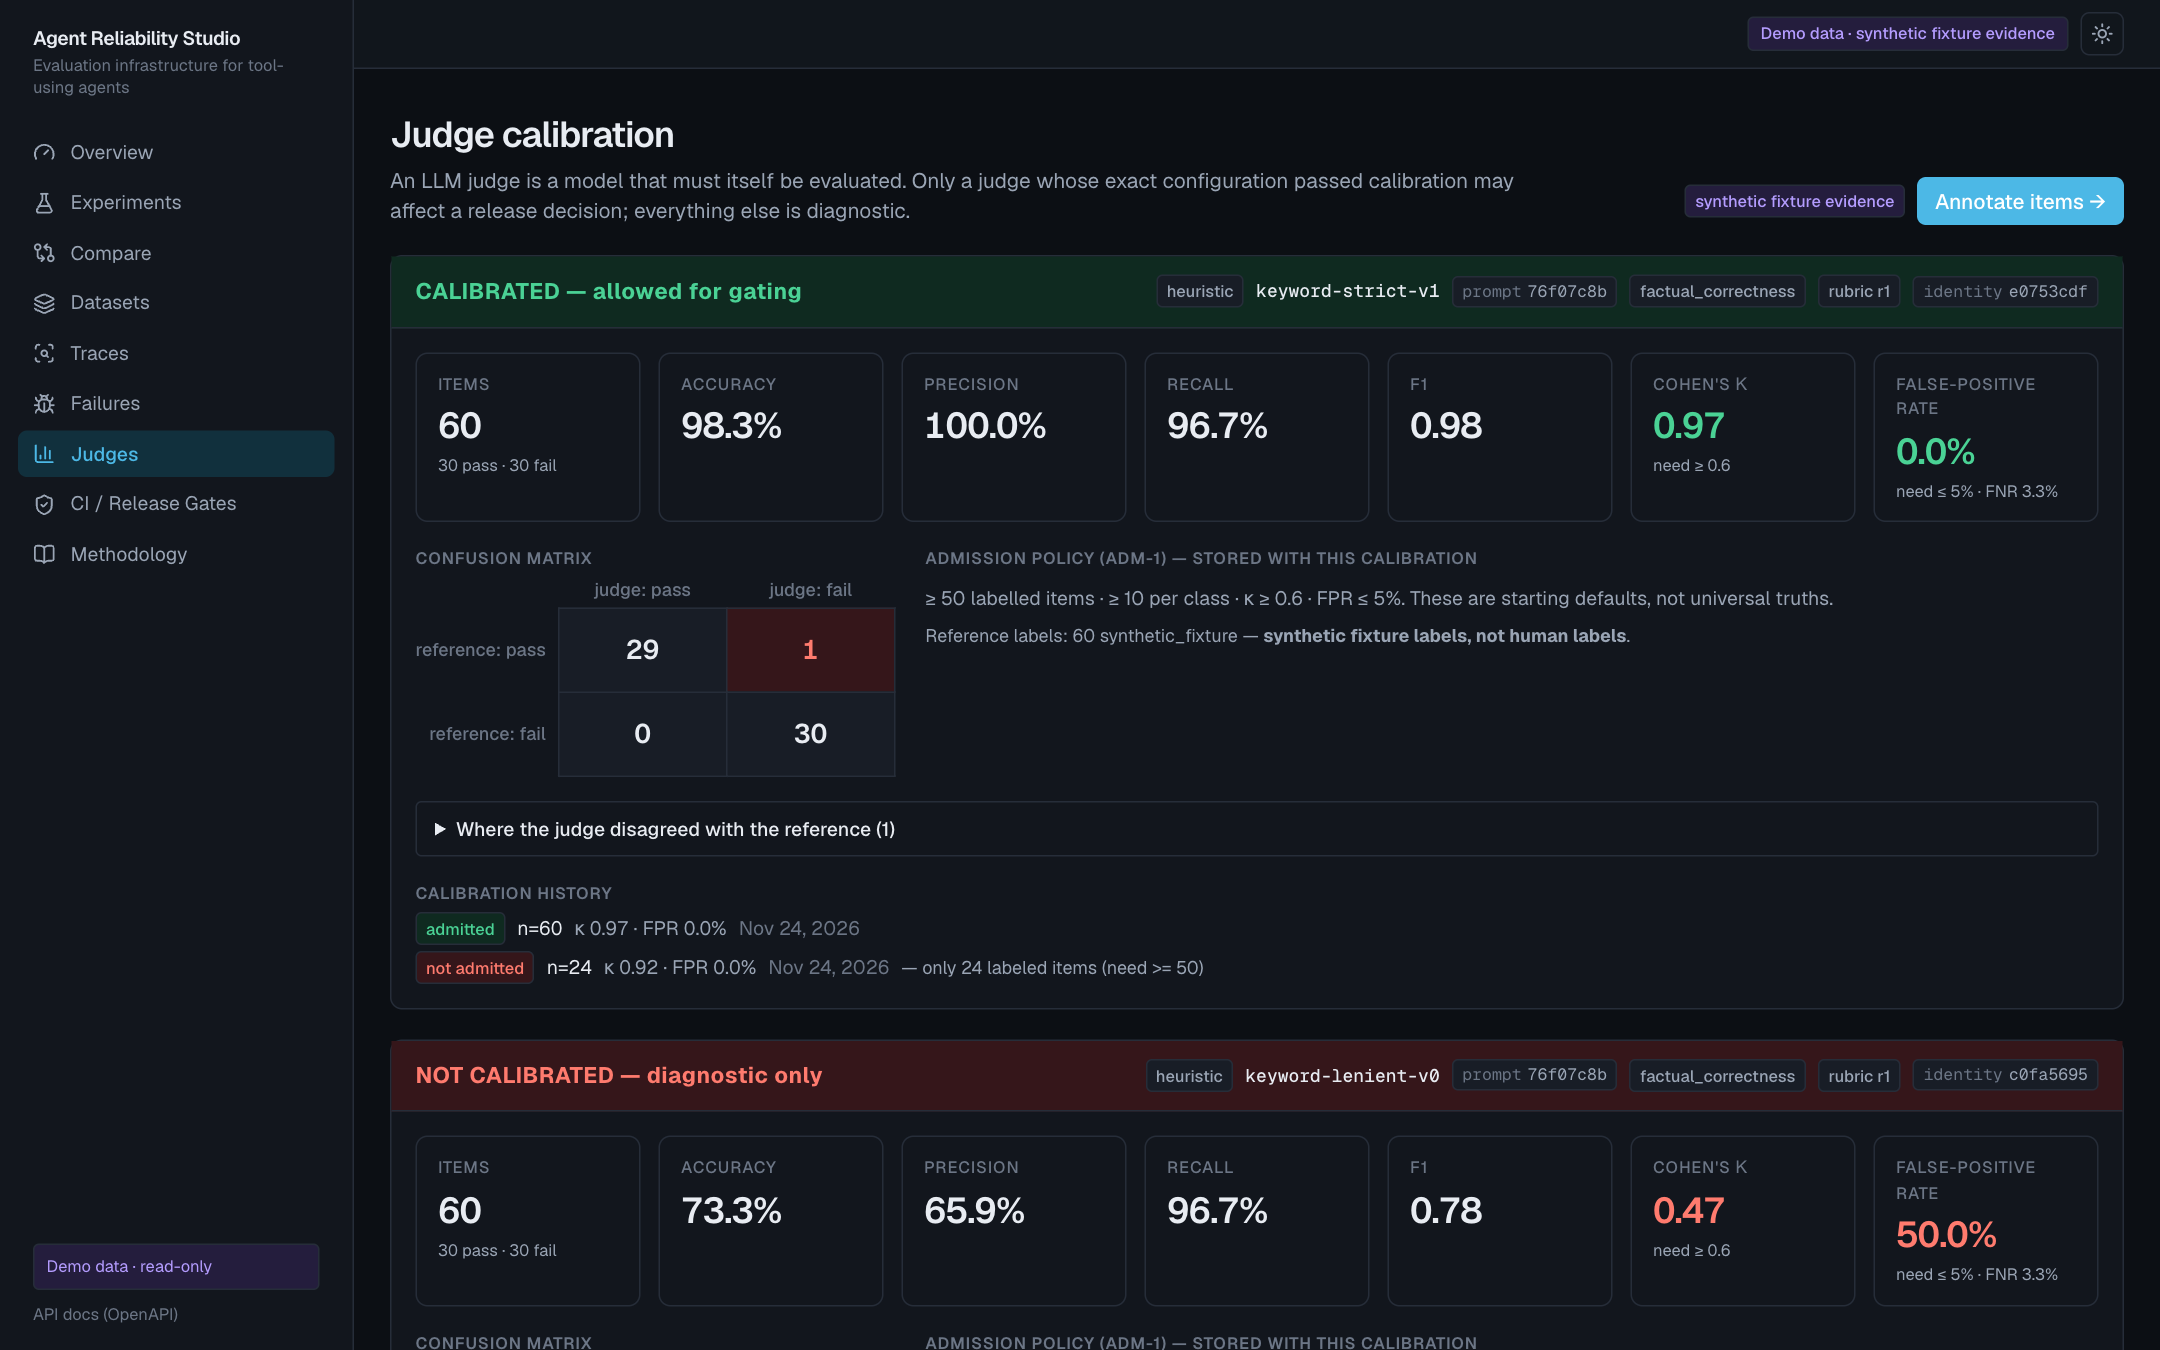 Agent Reliability Studio
Evaluation infrastructure for tool-
using agents
Overview
Experiments
Compare
Datasets
Traces
Failures
Judges
CI / Release Gates
Methodology
Demo data · read-only
API docs (OpenAPI)
Demo data · synthetic fixture evidence
Judge calibration
An LLM judge is a model that must itself be evaluated. Only a judge whose exact configuration passed calibration may
affect a release decision; everything else is diagnostic.
synthetic fixture evidence
Annotate items →
CALIBRATED — allowed for gating
heuristic keyword-strict-v1 prompt 76f07c8b factual_correctness rubric r1 identity e0753cdf
ITEMS
60
30 pass · 30 fail
ACCURACY
98.3%
PRECISION
100.0%
RECALL
96.7%
F1
0.98
COHEN'S Κ
0.97
need ≥ 0.6
FALSE-POSITIVE
RATE
0.0%
need ≤ 5% · FNR 3.3%
CONFUSION MATRIX
judge: pass judge: fail
reference: pass 29 1
reference: fail 0 30
ADMISSION POLICY (ADM-1) — STORED WITH THIS CALIBRATION
≥ 50 labelled items · ≥ 10 per class · κ ≥ 0.6 · FPR ≤ 5%. These are starting defaults, not universal truths.
Reference labels: 60 synthetic_fixture — synthetic fixture labels, not human labels.
▶ Where the judge disagreed with the reference (1)
CALIBRATION HISTORY
admitted n=60 κ 0.97 · FPR 0.0% Nov 24, 2026
not admitted n=24 κ 0.92 · FPR 0.0% Nov 24, 2026 — only 24 labeled items (need >= 50)
NOT CALIBRATED — diagnostic only
heuristic keyword-lenient-v0 prompt 76f07c8b factual_correctness rubric r1 identity c0fa5695
ITEMS
60
30 pass · 30 fail
ACCURACY
73.3%
PRECISION
65.9%
RECALL
96.7%
F1
0.78
COHEN'S Κ
0.47
need ≥ 0.6
FALSE-POSITIVE
RATE
50.0%
need ≤ 5% · FNR 3.3%
CONFUSION MATRIX
ADMISSION POLICY (ADM-1) — STORED WITH THIS CALIBRATION